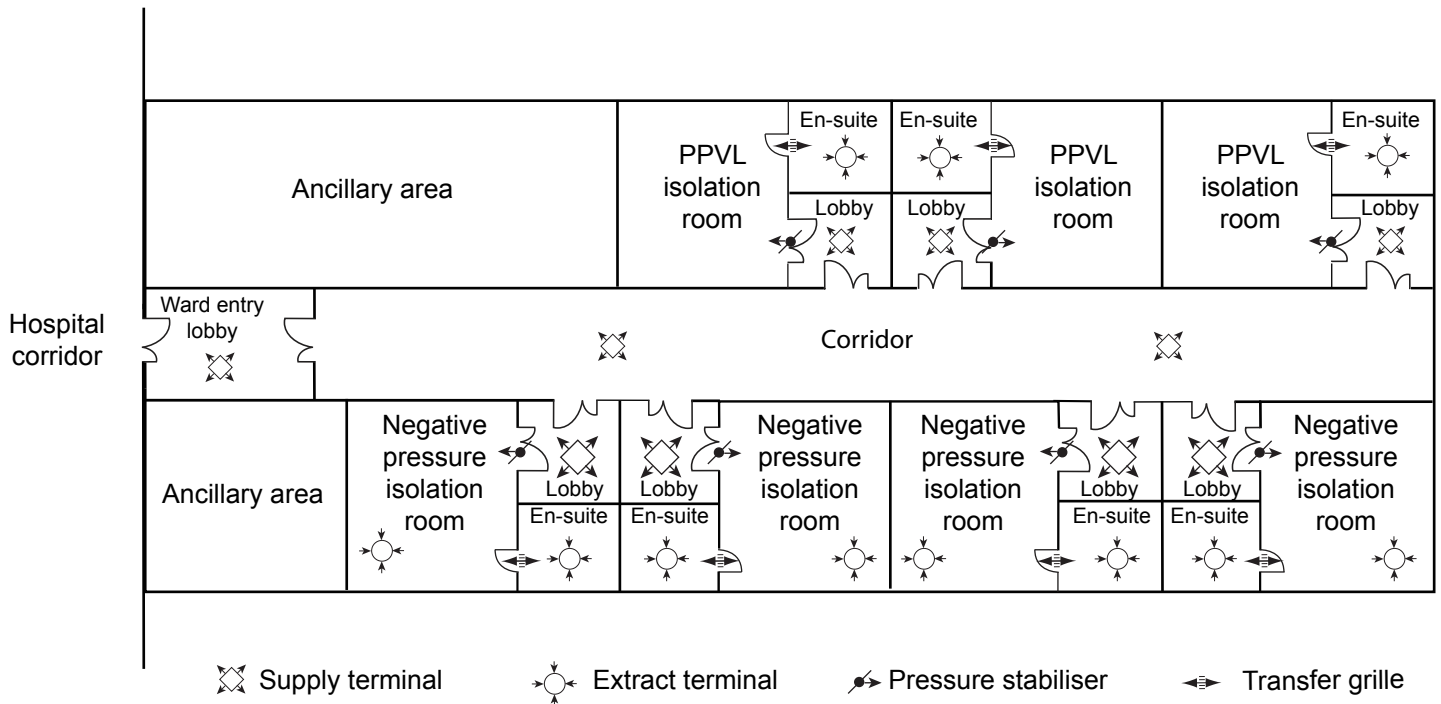 En-suite
En-suite
En-suite
PPVL
isolation
room
PPVL
isolation
room
PPVL
isolation
room
Ancillary area
Lobby
Lobby
Lobby
Hospital
corridor
Ward entry
lobby
Corridor
Negative
pressure
isolation
room
Negative
pressure
isolation
room
Negative
pressure
isolation
room
Negative
pressure
isolation
room
Ancillary area
Lobby
Lobby
Lobby
Lobby
En-suite
En-suite
En-suite
En-suite
Supply terminal
Extract terminal
Pressure stabiliser
Transfer grille